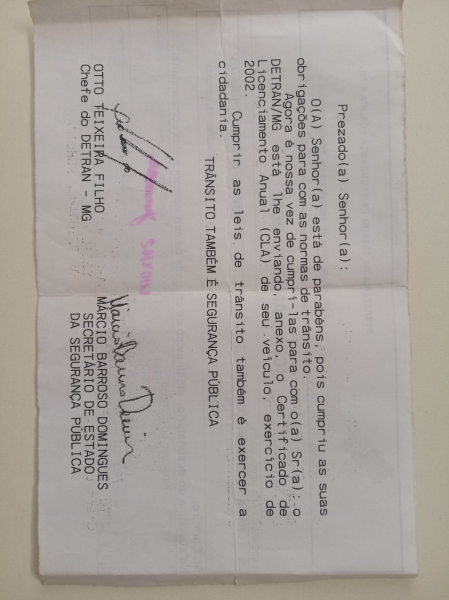 Prezado(a) Senhor(a):
O(A) Senhor(a) está de parabéns, pois cumpriu as suas
obrigações para com as normas de trânsito.
Agora é nossa vez de cumpri-las para com o(a) Sr(a): o
DETRAN/MG está lhe enviando, anexo, o Certificado de
Licenciamento Anual (CLA) de seu veículo, exercício de
2002.
Cumprir as leis de trânsito também é exercer a
cidadania.
TRÂNSITO TAMBÉM É SEGURANÇA PÚBLICA
OTTO TEIXEIRA FILHO
Chefe do DETRAN - MG
MÁRCIO BARROSO DOMINGUES
SECRETÁRIO DE ESTADO
DA SEGURANÇA PÚBLICA